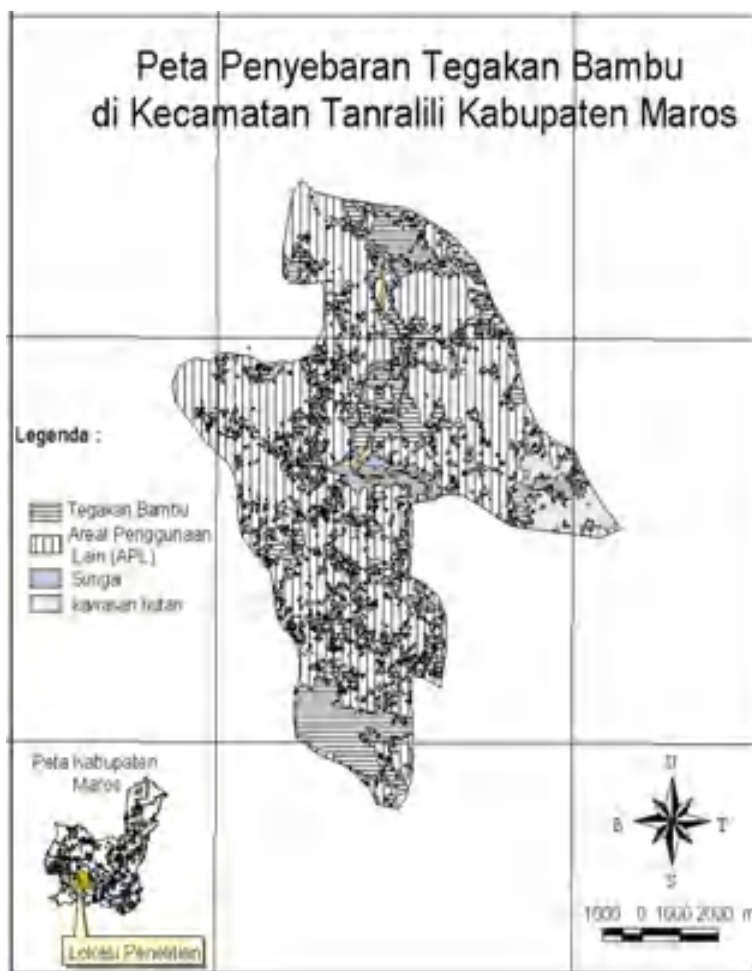 Peta Penyebaran Tegakan Bambu
di Kecamatan Tanralili Kabupaten Maros
Legenda :
Tegakan Bambu
Areal Penggunaan
Lain (APL)
Sungai
kawasan hutan
Peta Kabupaten
Maros
Lokasi Penelitian
U
B
T
S
1000 0 1000 2000 m